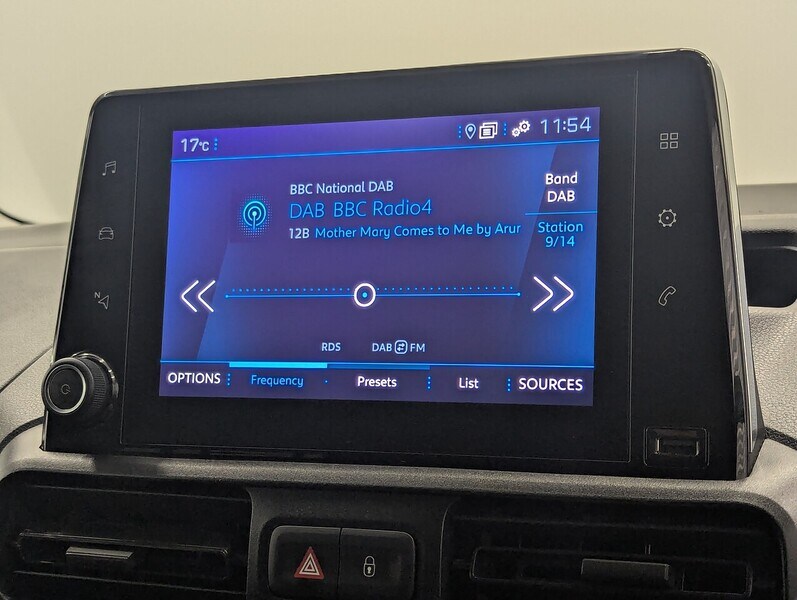 17°C
11:54
BBC National DAB
DAB BBC Radio4
12B Mother Mary Comes to Me by Arur
Band
DAB
Station
9/14
RDS
DAB FM
OPTIONS
Frequency
Presets
List
SOURCES
N